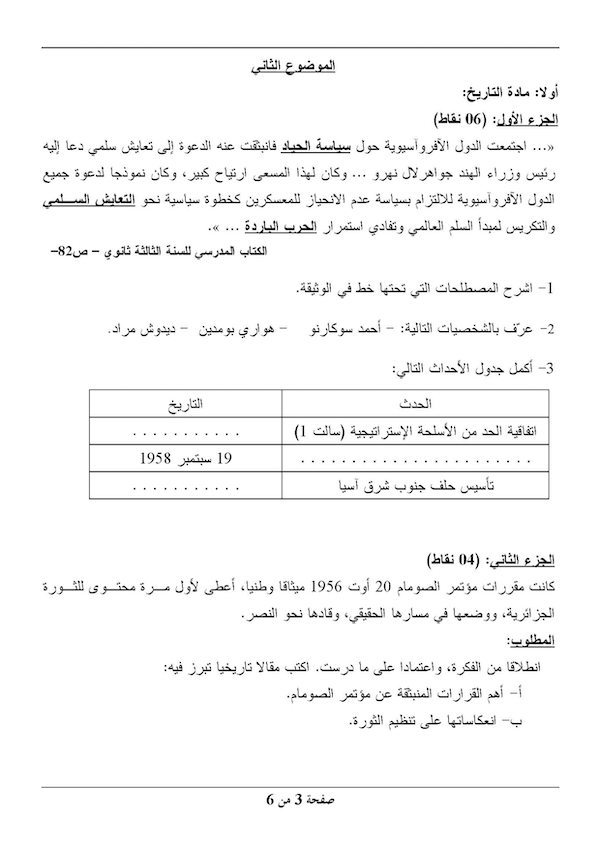 الموضوع الثاني
أولا: مادة التاريخ:
الجزء الأول: (06 نقاط)
«... اجتمعت الدول الآفروآسيوية حول سياسة الحياد فانبثقت عنه الدعوة إلى تعايش سلمي دعا إليه
رئيس وزراء الهند جواهرلال نهرو ... وكان لهذا المسعى ارتياح كبير، وكان نموذجا لدعوة جميع
الدول الآفروآسيوية للالتزام بسياسة عدم الانحياز للمعسكرين كخطوة سياسية نحو التعايش الســـلمي
والتكريس لمبدأ السلم العالمي وتفادي استمرار الحرب الباردة ... ».
الكتاب المدرسي للسنة الثالثة ثانوي – ص82–
1- اشرح المصطلحات التي تحتها خط في الوثيقة.
2- عرّف بالشخصيات التالية: - أحمد سوكارنو - هواري بومدين - ديدوش مراد.
3- أكمل جدول الأحداث التالي:
الحدث التاريخ
اتفاقية الحد من الأسلحة الإستراتيجية (سالت 1) . . . . . . . . . . .
. . . . . . . . . . . . . . . . . . . . . . . 19 سبتمبر 1958
تأسيس حلف جنوب شرق آسيا . . . . . . . . . . .
الجزء الثاني: (04 نقاط)
كانت مقررات مؤتمر الصومام 20 أوت 1956 ميثاقا وطنيا، أعطى لأول مـــرة محتـــوى للثـــورة
الجزائرية، ووضعها في مسارها الحقيقي، وقادها نحو النصر.
المطلوب:
انطلاقا من الفكرة، واعتمادا على ما درست. اكتب مقالا تاريخيا تبرز فيه:
أ- أهم القرارات المنبثقة عن مؤتمر الصومام.
ب- انعكاساتها على تنظيم الثورة.
صفحة 3 من 6